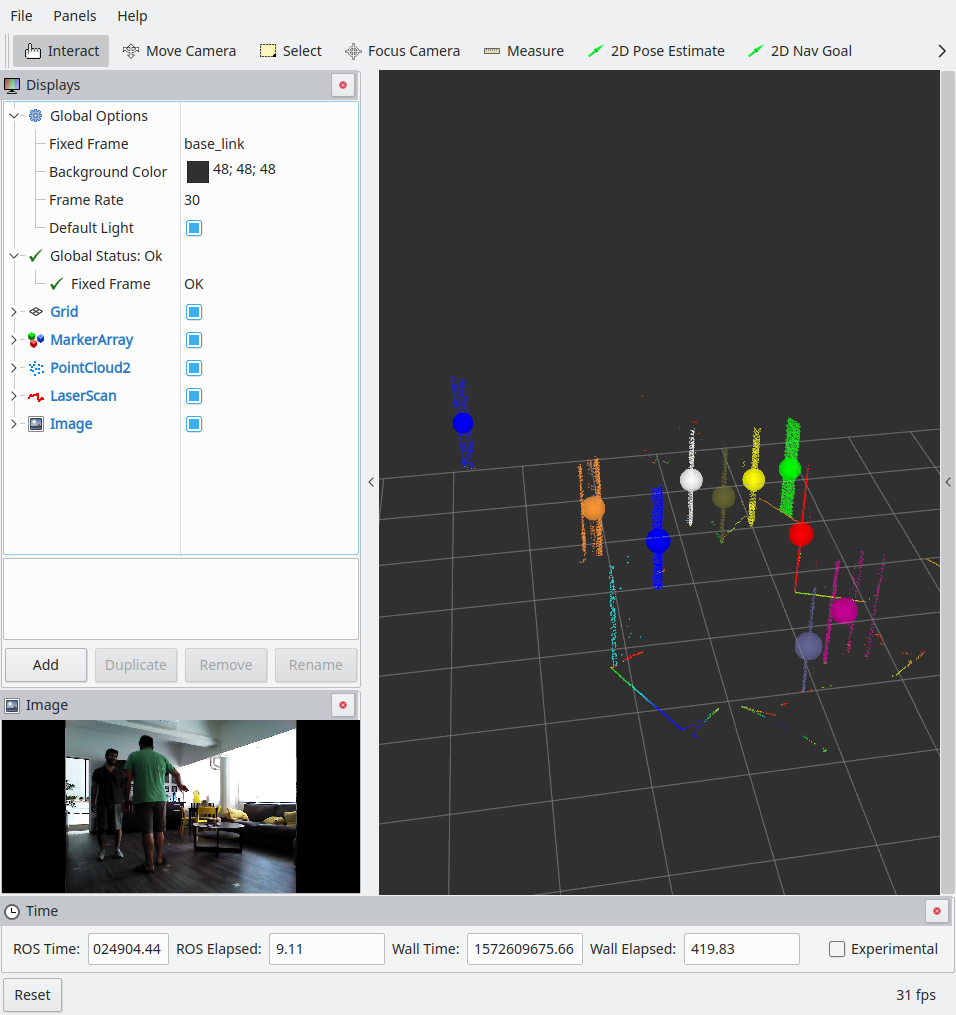 File Panels Help
Interact Move Camera Select Focus Camera Measure 2D Pose Estimate 2D Nav Goal
Displays
Global Options
Fixed Frame base_link
Background Color 48; 48; 48
Frame Rate 30
Default Light
Global Status: Ok
Fixed Frame OK
Grid
MarkerArray
PointCloud2
LaserScan
Image
Add Duplicate Remove Rename
Image
Time
ROS Time: 024904.44 ROS Elapsed: 9.11 Wall Time: 1572609675.66 Wall Elapsed: 419.83 Experimental
Reset 31 fps